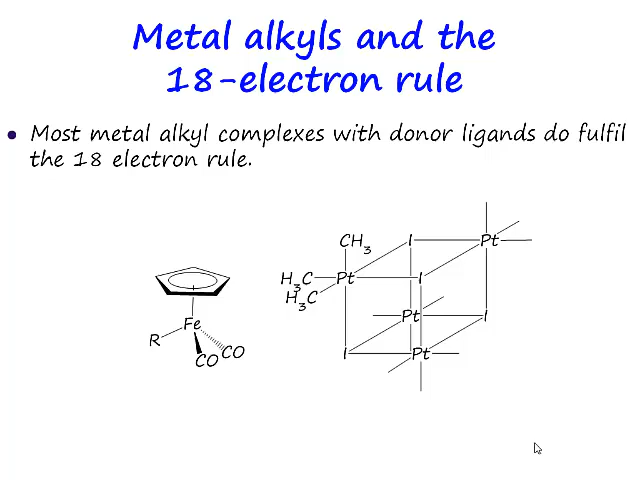 Metal alkyls and the
18-electron rule
Most metal alkyl complexes with donor ligands do fulfil
the 18 electron rule.
CH3 I Pt
H3C Pt I
H3C
Fe Pt I
R CO CO I Pt